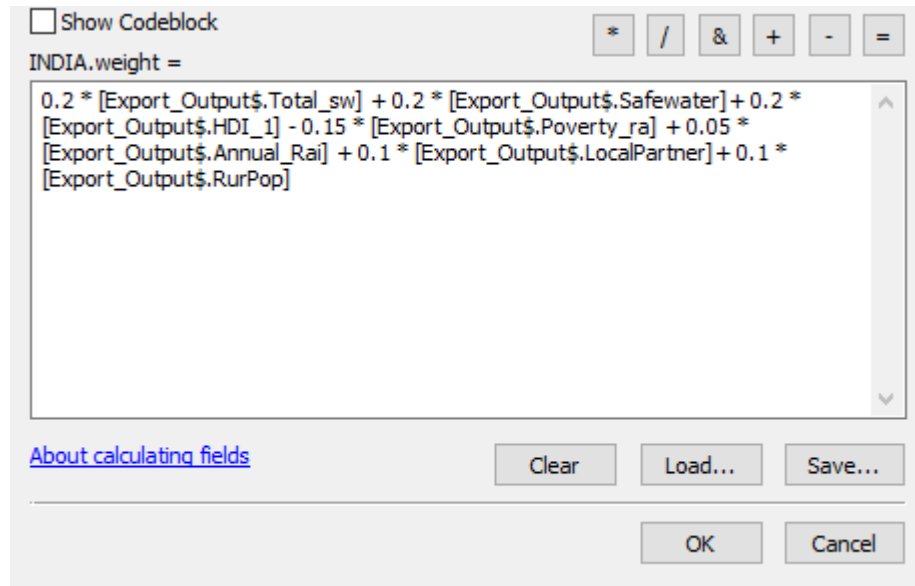 Show Codeblock
* / & + - =
INDIA.weight =
0.2 * [Export_Output$.Total_sw] + 0.2 * [Export_Output$.Safewater]+ 0.2 *
[Export_Output$.HDI_1] - 0.15 * [Export_Output$.Poverty_ra] + 0.05 *
[Export_Output$.Annual_Rai] + 0.1 * [Export_Output$.LocalPartner]+ 0.1 *
[Export_Output$.RurPop]
About calculating fields
Clear Load... Save...
OK Cancel